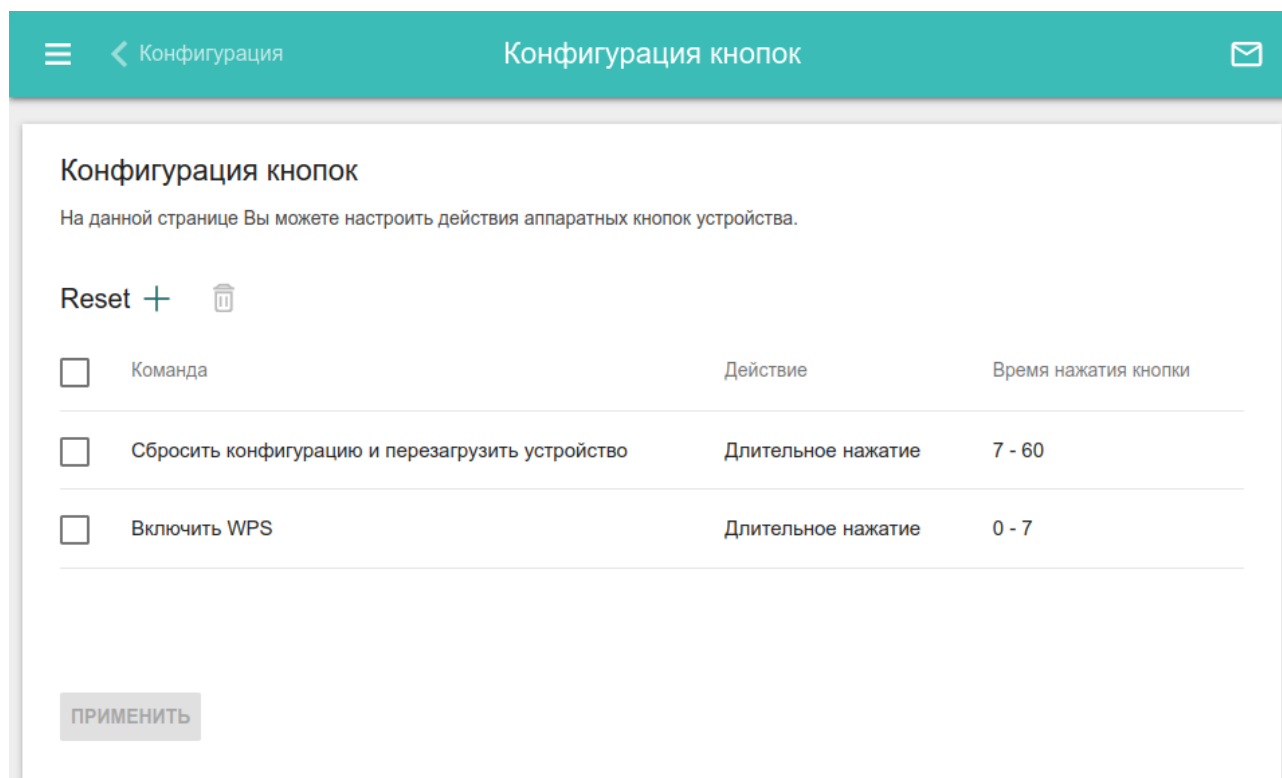 Конфигурация
Конфигурация кнопок
Конфигурация кнопок
На данной странице Вы можете настроить действия аппаратных кнопок устройства.
Reset
Команда Действие Время нажатия кнопки
Сбросить конфигурацию и перезагрузить устройство Длительное нажатие 7 - 60
Включить WPS Длительное нажатие 0 - 7
ПРИМЕНИТЬ